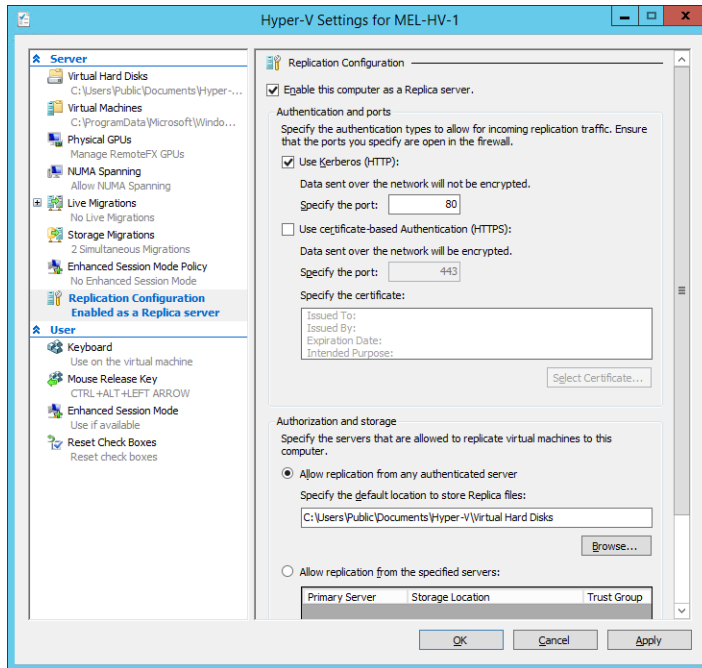 Hyper-V Settings for MEL-HV-1
Server
Virtual Hard Disks
C:\Users\Public\Documents\Hyper-...
Virtual Machines
C:\ProgramData\Microsoft\Windo...
Physical GPUs
Manage RemoteFX GPUs
NUMA Spanning
Allow NUMA Spanning
Live Migrations
No Live Migrations
Storage Migrations
2 Simultaneous Migrations
Enhanced Session Mode Policy
No Enhanced Session Mode
Replication Configuration
Enabled as a Replica server
User
Keyboard
Use on the virtual machine
Mouse Release Key
CTRL+ALT+LEFT ARROW
Enhanced Session Mode
Use if available
Reset Check Boxes
Reset check boxes
Replication Configuration
Enable this computer as a Replica server.
Authentication and ports
Specify the authentication types to allow for incoming replication traffic. Ensure
that the ports you specify are open in the firewall.
Use Kerberos (HTTP):
Data sent over the network will not be encrypted.
Specify the port: 80
Use certificate-based Authentication (HTTPS):
Data sent over the network will be encrypted.
Specify the port: 443
Specify the certificate:
Issued To:
Issued By:
Expiration Date:
Intended Purpose:
Select Certificate...
Authorization and storage
Specify the servers that are allowed to replicate virtual machines to this
computer.
Allow replication from any authenticated server
Specify the default location to store Replica files:
C:\Users\Public\Documents\Hyper-V\Virtual Hard Disks
Browse...
Allow replication from the specified servers:
Primary Server Storage Location Trust Group
OK Cancel Apply